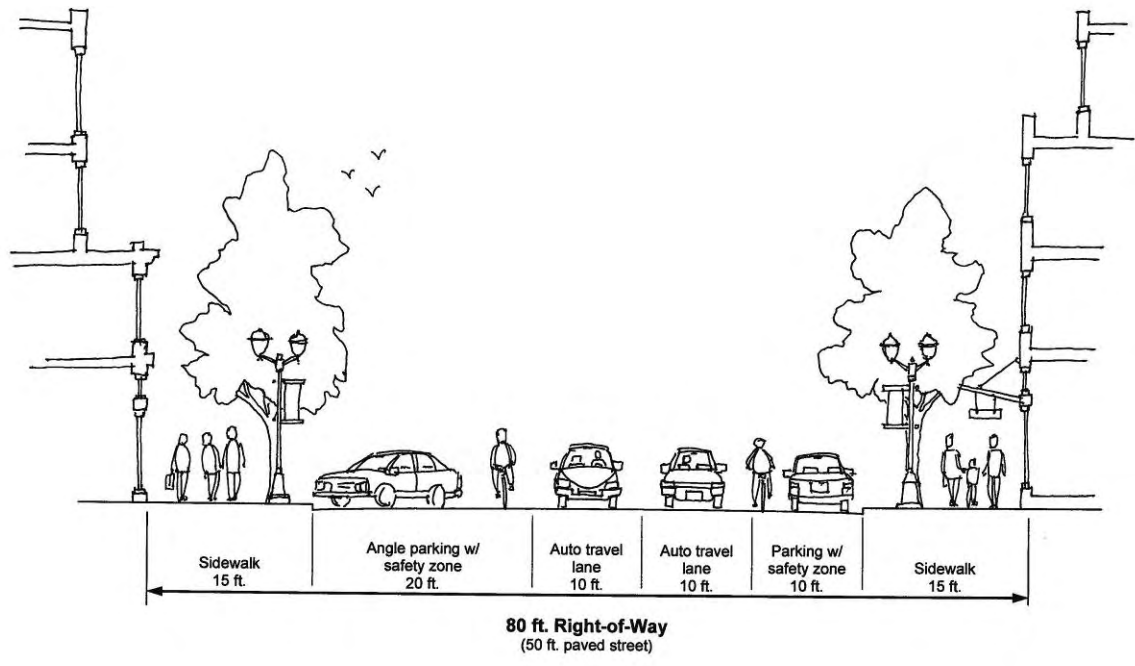 Sidewalk
15 ft.
Angle parking w/
safety zone
20 ft.
Auto travel
lane
10 ft.
Auto travel
lane
10 ft.
Parking w/
safety zone
10 ft.
Sidewalk
15 ft.
80 ft. Right-of-Way
(50 ft. paved street)